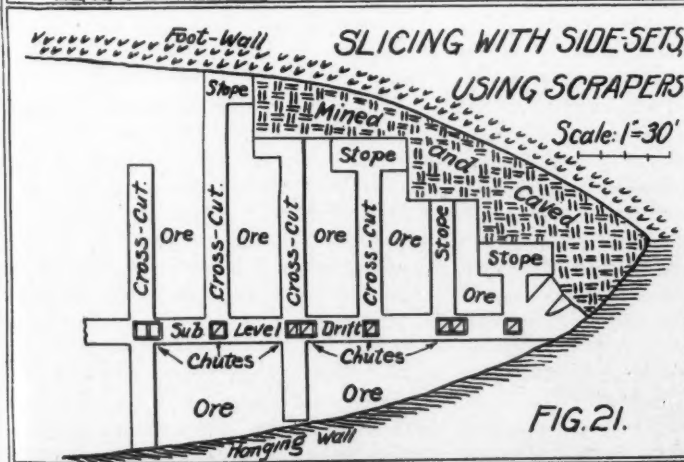 Foot-Wall
SLICING WITH SIDE-SETS,
USING SCRAPERS
Scale: 1"=30'
Stope
Mined
and
Caved
Stope
Cross-Cut.
Ore
Cross-Cut.
Ore
Cross-Cut
Ore
Cross-Cut
Ore
Stope
Stope
Ore
Sub Level Drift
Chutes
Chutes
Ore
Ore
Hanging Wall
FIG. 21.